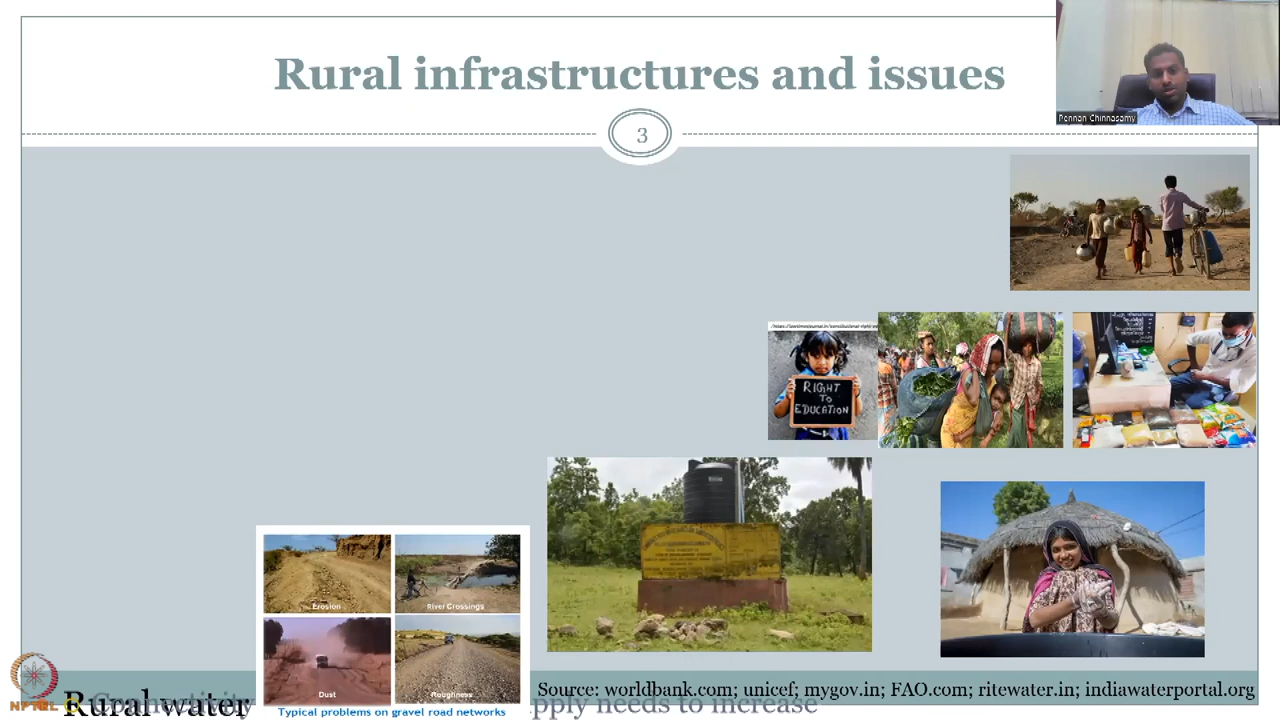 Rural infrastructures and issues
3
Pennan Chinnasamy
RIGHT
TO
EDUCATION
Erosion
River Crossings
Dust
Roughness
Typical problems on gravel road networks
Source: worldbank.com; unicef; mygov.in; FAO.com; ritewater.in; indiawaterportal.org
Rural water
pply needs to increase
NPTEL